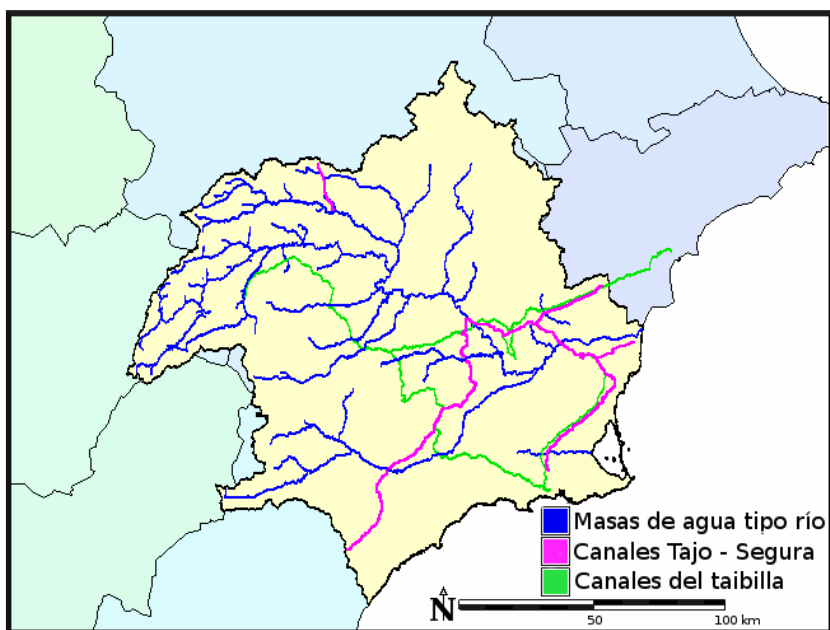 Masas de agua tipo río
Canales Tajo - Segura
Canales del taibilla
N
50
100 km